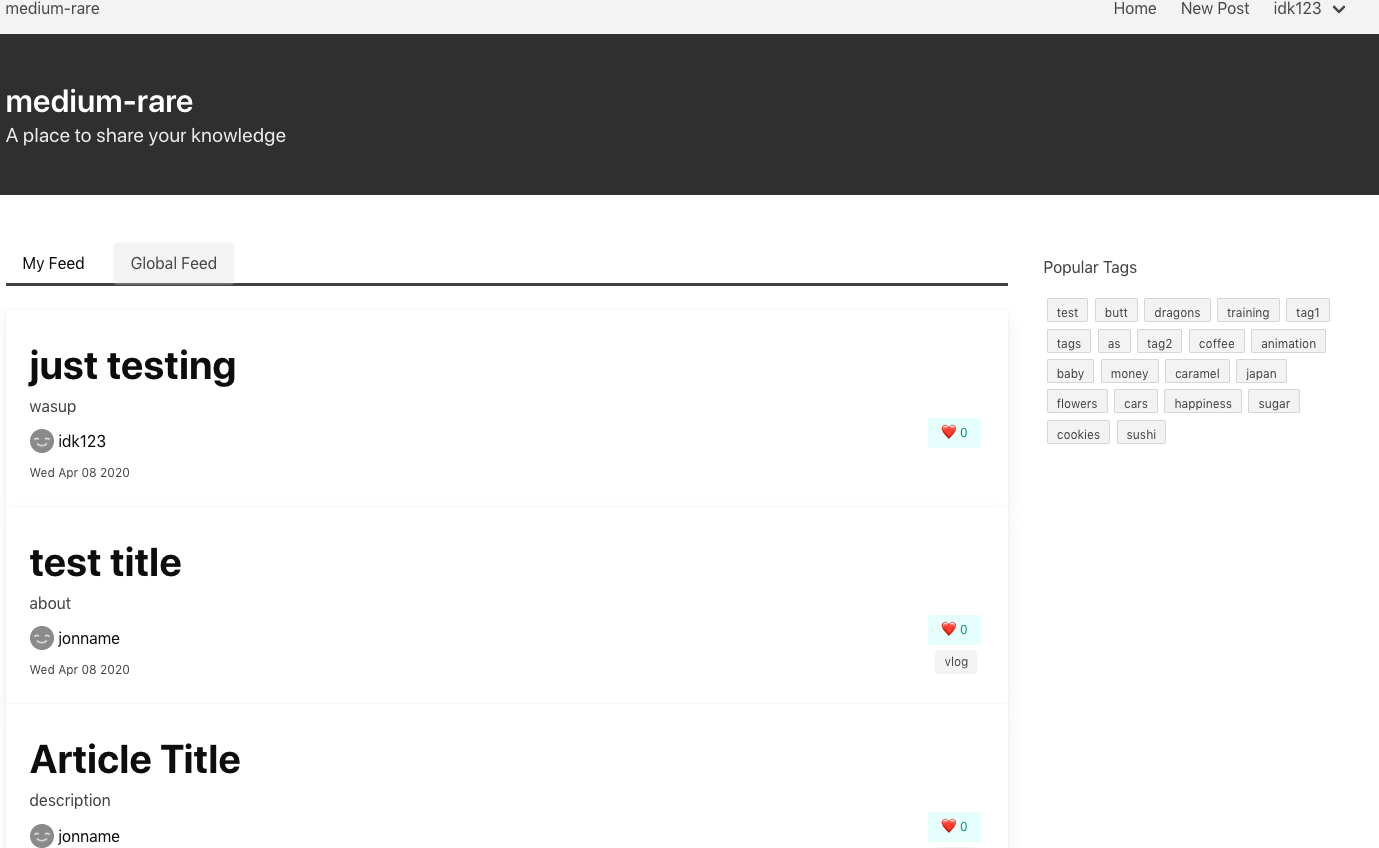 medium-rare
Home New Post idk123
medium-rare
A place to share your knowledge
My Feed Global Feed
just testing
wasup
idk123
❤️ 0
Wed Apr 08 2020
test title
about
jonname
❤️ 0
vlog
Wed Apr 08 2020
Article Title
description
jonname
❤️ 0
Popular Tags
test butt dragons training tag1
tags as tag2 coffee animation
baby money caramel japan
flowers cars happiness sugar
cookies sushi